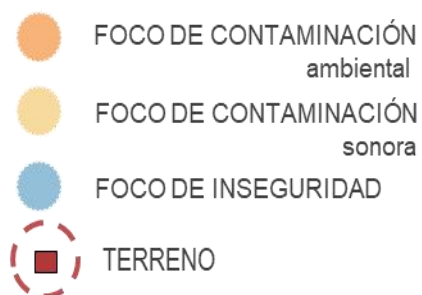 FOCO DE CONTAMINACIÓN
ambiental
FOCO DE CONTAMINACIÓN
sonora
FOCO DE INSEGURIDAD
TERRENO